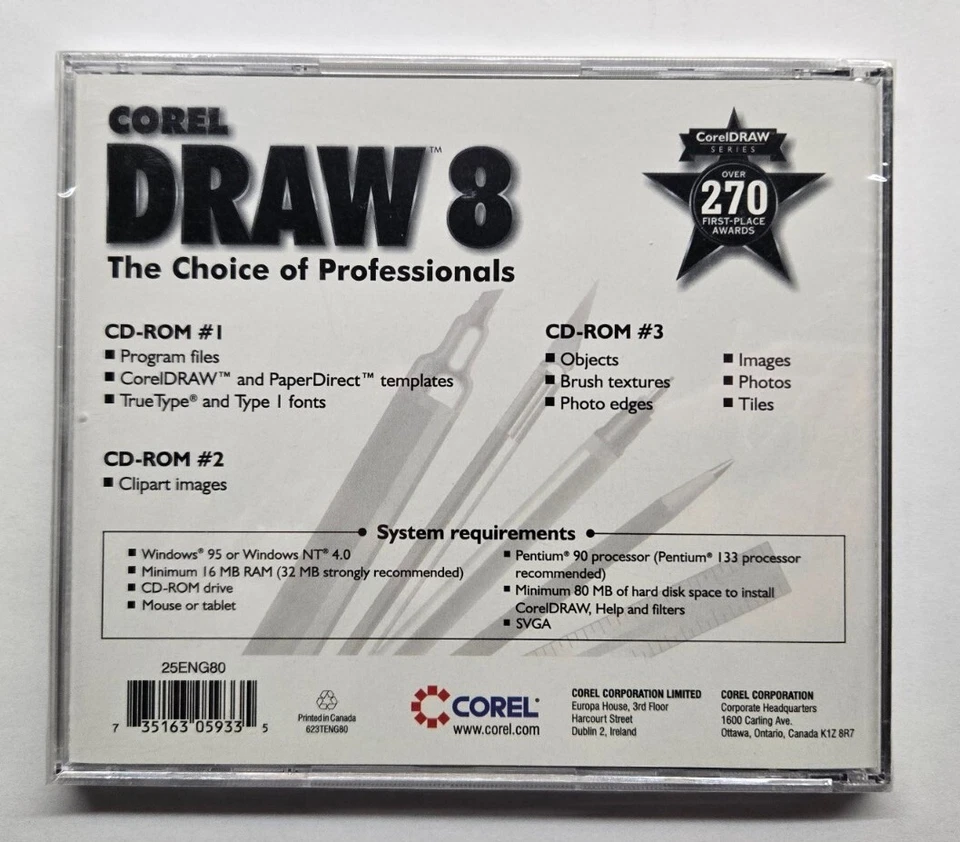 COREL
DRAW™ 8
The Choice of Professionals
CorelDRAW™
SERIES
OVER
270
FIRST-PLACE
AWARDS
CD-ROM #1
■ Program files
■ CorelDRAW™ and PaperDirect™ templates
■ TrueType® and Type 1 fonts
CD-ROM #2
■ Clipart images
CD-ROM #3
■ Objects
■ Brush textures
■ Photo edges
■ Images
■ Photos
■ Tiles
System requirements
■ Windows® 95 or Windows NT® 4.0
■ Minimum 16 MB RAM (32 MB strongly recommended)
■ CD-ROM drive
■ Mouse or tablet
■ Pentium® 90 processor (Pentium® 133 processor
recommended)
■ Minimum 80 MB of hard disk space to install
CorelDRAW, Help and filters
■ SVGA
25ENG80
7 35163 05933 5
Printed in Canada
623TENG80
COREL®
www.corel.com
COREL CORPORATION LIMITED
Europa House, 3rd Floor
Harcourt Street
Dublin 2, Ireland
COREL CORPORATION
Corporate Headquarters
1600 Carling Ave.
Ottawa, Ontario, Canada K1Z 8R7